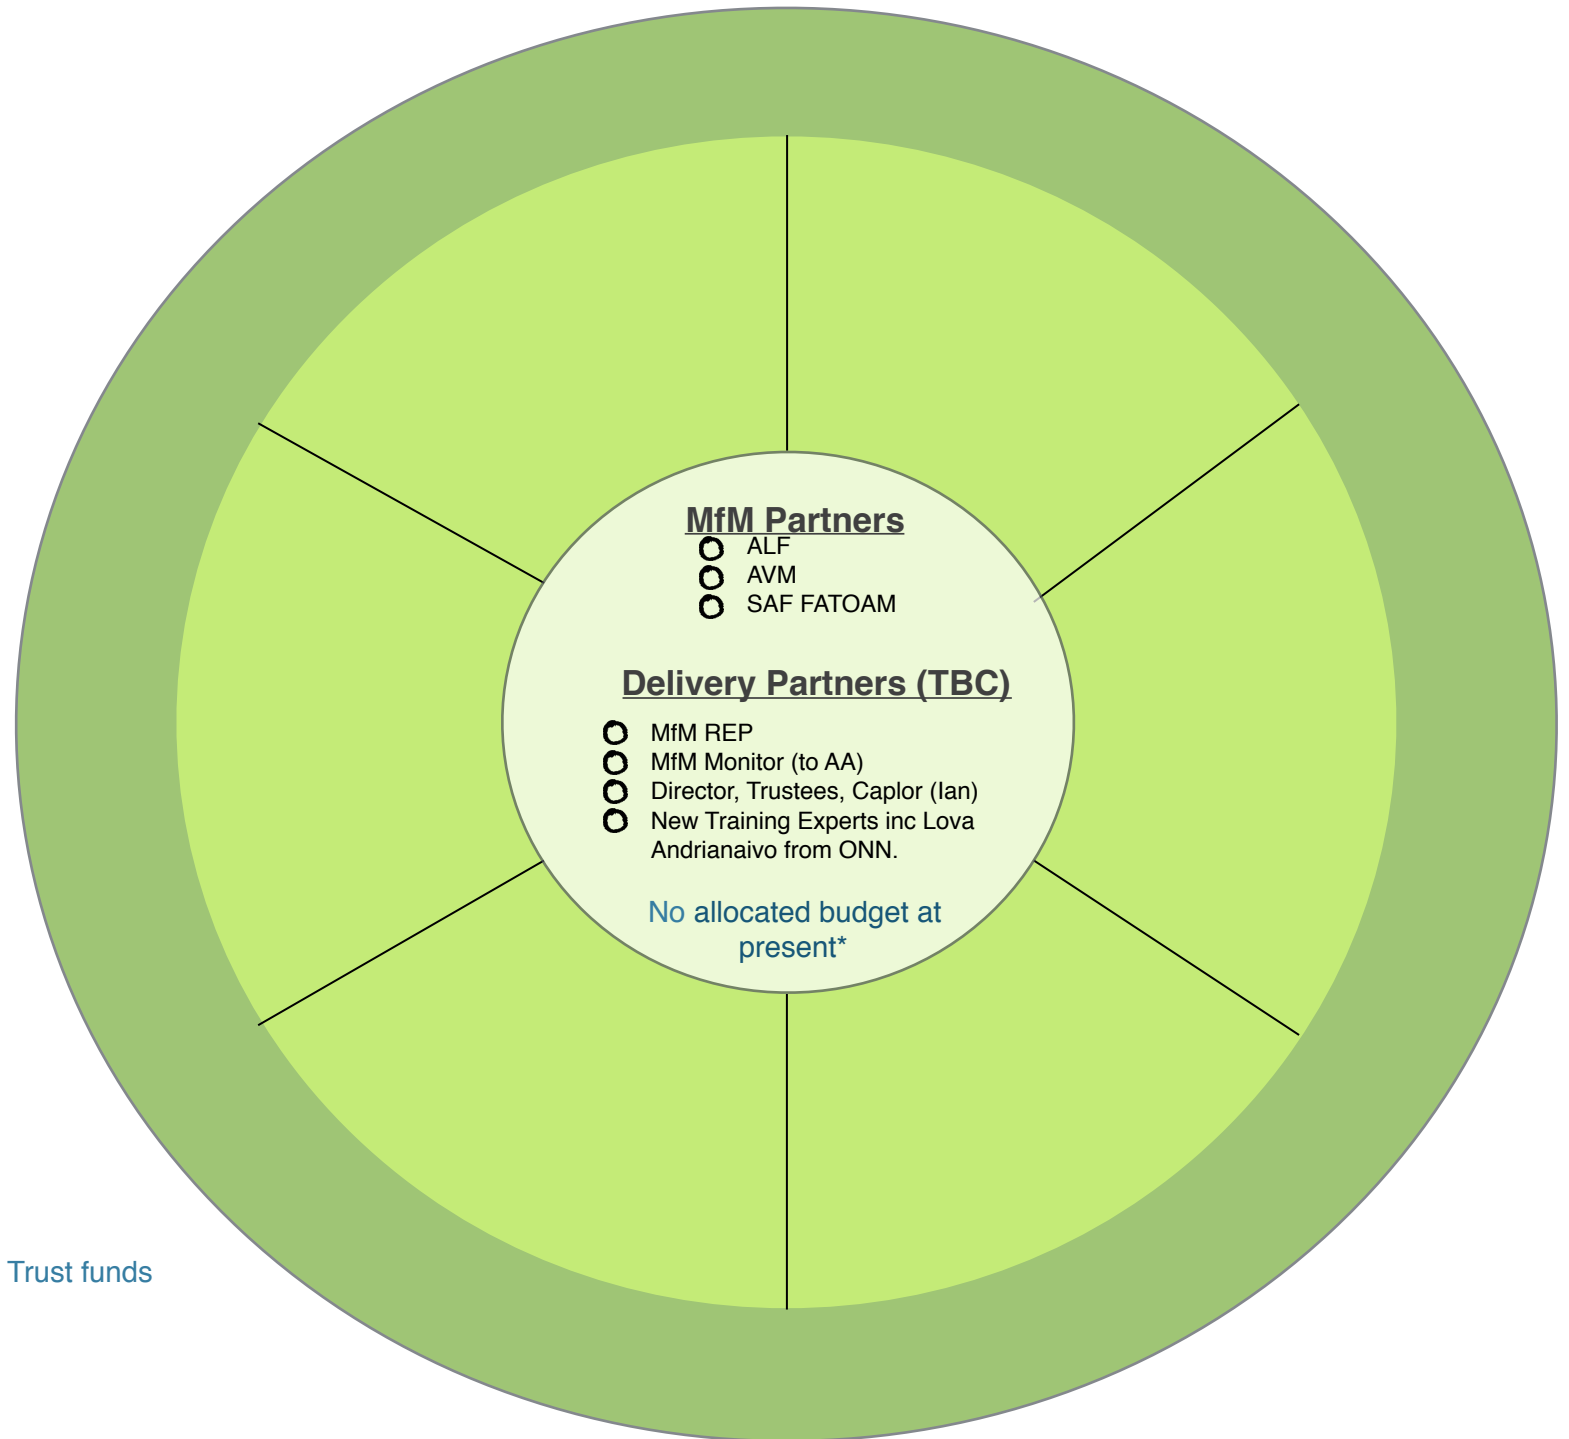 MfM Partners
ALF
AVM
SAF FATOAM
Delivery Partners (TBC)
MfM REP
MfM Monitor (to AA)
Director, Trustees, Caplor (Ian)
New Training Experts inc Lova
Andrianaivo from ONN.
No allocated budget at
present*
Trust funds